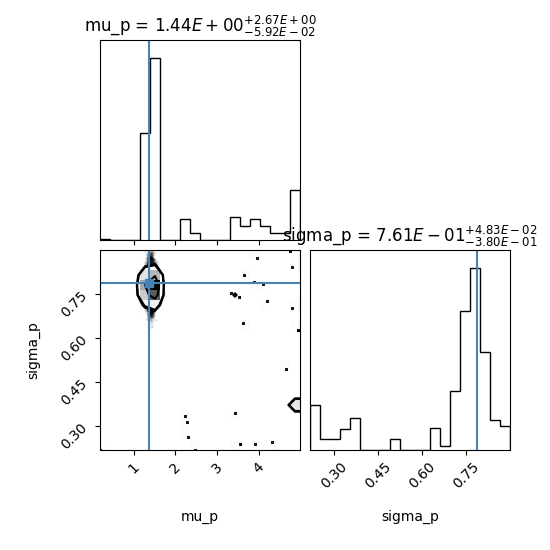 mu_p = 1.44E + 00+2.67E+00 −5.92E−02
sigma_p = 7.61E − 01+4.83E−02 −3.80E−01
sigma_p
0.75
0.60
0.45
0.30
1 2 3 4
mu_p
0.30 0.45 0.60 0.75
sigma_p